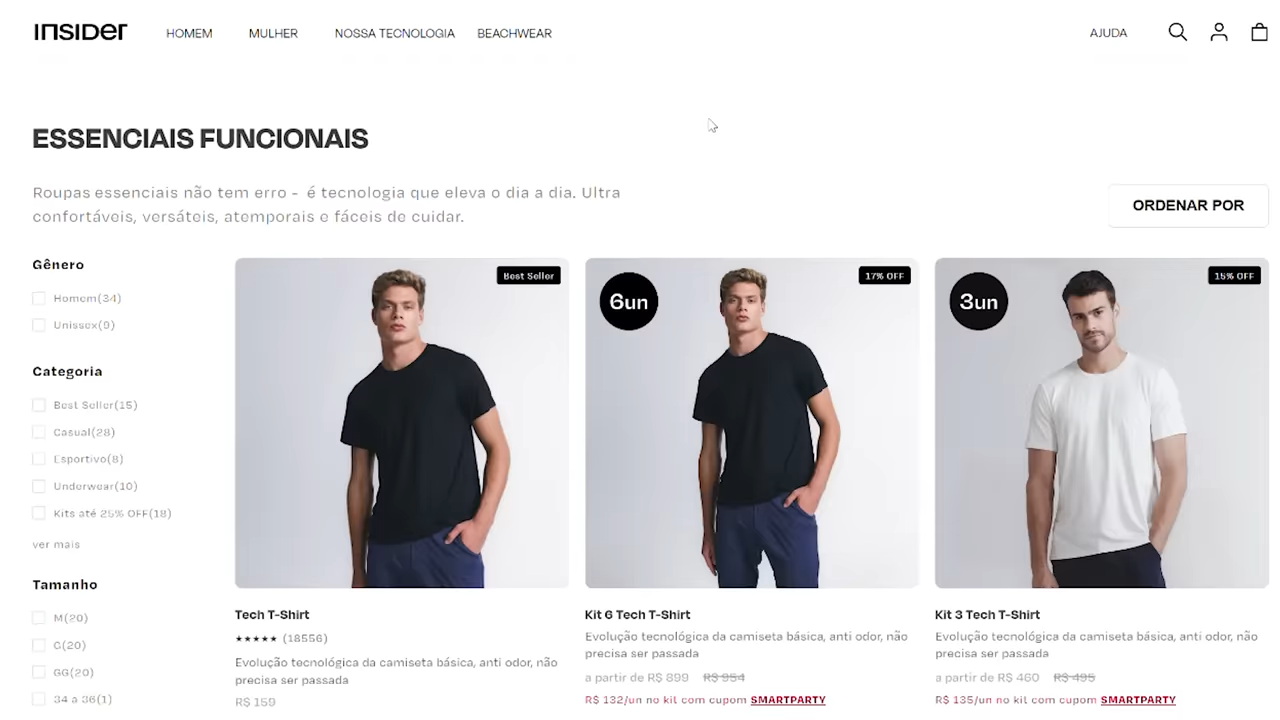 INSIDER
HOMEM MULHER NOSSA TECNOLOGIA BEACHWEAR AJUDA
ESSENCIAIS FUNCIONAIS
Roupas essenciais não tem erro - é tecnologia que eleva o dia a dia. Ultra
confortáveis, versáteis, atemporais e fáceis de cuidar.
ORDENAR POR
Gênero
Homem(34)
Unissex(9)
Categoria
Best Seller(15)
Casual(28)
Esportivo(8)
Underwear(10)
Kits até 25% OFF(18)
ver mais
Tamanho
M(20)
G(20)
GG(20)
34 a 36(1)
Best Seller
Tech T-Shirt
★★★★★ (18556)
Evolução tecnológica da camiseta básica, anti odor, não
precisa ser passada
R$ 159
6un
17% OFF
Kit 6 Tech T-Shirt
Evolução tecnológica da camiseta básica, anti odor, não
precisa ser passada
a partir de R$ 899 R$ 954
R$ 132/un no kit com cupom SMARTPARTY
3un
15% OFF
Kit 3 Tech T-Shirt
Evolução tecnológica da camiseta básica, anti odor, não
precisa ser passada
a partir de R$ 460 R$ 495
R$ 135/un no kit com cupom SMARTPARTY